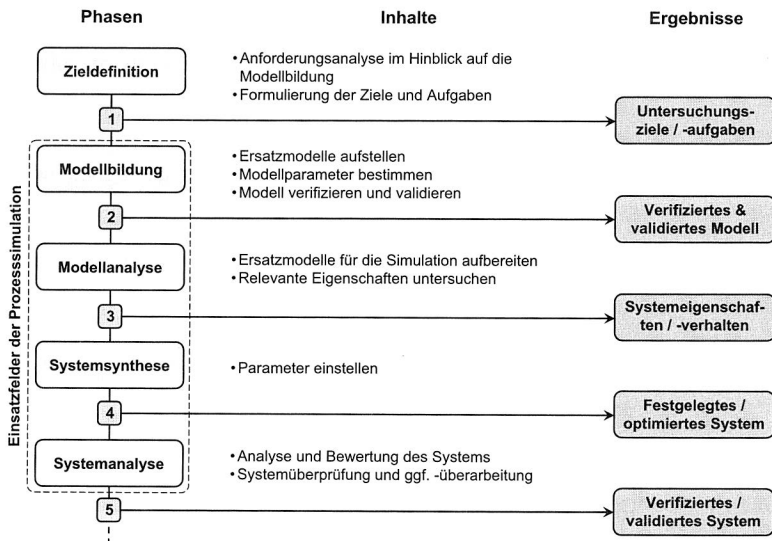 Phasen
Inhalte
Ergebnisse
Zieldefinition
• Anforderungsanalyse im Hinblick auf die
Modellbildung
• Formulierung der Ziele und Aufgaben
1
Untersuchungs-
ziele / -aufgaben
Einsatzfelder der Prozesssimulation
Modellbildung
• Ersatzmodelle aufstellen
• Modellparameter bestimmen
• Modell verifizieren und validieren
2
Verifiziertes &
validiertes Modell
Modellanalyse
• Ersatzmodelle für die Simulation aufbereiten
• Relevante Eigenschaften untersuchen
3
Systemeigenschaf-
ten / -verhalten
Systemsynthese
• Parameter einstellen
4
Festgelegtes /
optimiertes System
Systemanalyse
• Analyse und Bewertung des Systems
• Systemüberprüfung und ggf. -überarbeitung
5
Verifiziertes /
validiertes System